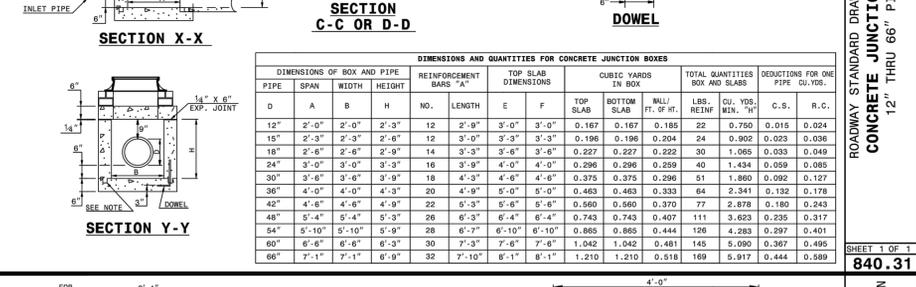 INLET PIPE
6"
SECTION X-X
SECTION
C-C OR D-D
6"
DOWEL
6"
1/4" X 6"
EXP. JOINT
1/4"
9"
6"
B
H
6"
3"
SEE NOTE
DOWEL
SECTION Y-Y
DIMENSIONS AND QUANTITIES FOR CONCRETE JUNCTION BOXES
DIMENSIONS OF BOX AND PIPE REINFORCEMENT BARS "A" TOP SLAB DIMENSIONS CUBIC YARDS IN BOX TOTAL QUANTITIES BOX AND SLABS DEDUCTIONS FOR ONE PIPE CU.YDS.
PIPE SPAN WIDTH HEIGHT
D A B H NO. LENGTH E F TOP SLAB BOTTOM SLAB WALL/ FT. OF HT. LBS. REINF CU. YDS. MIN. "H" C.S. R.C.
12" 2'-0" 2'-0" 2'-3" 12 2'-9" 3'-0" 3'-0" 0.167 0.167 0.185 22 0.750 0.015 0.024
15" 2'-3" 2'-3" 2'-6" 12 3'-0" 3'-3" 3'-3" 0.196 0.196 0.204 24 0.902 0.023 0.036
18" 2'-6" 2'-6" 2'-9" 14 3'-3" 3'-6" 3'-6" 0.227 0.227 0.222 30 1.065 0.033 0.049
24" 3'-0" 3'-0" 3'-3" 16 3'-9" 4'-0" 4'-0" 0.296 0.296 0.259 40 1.434 0.059 0.085
30" 3'-6" 3'-6" 3'-9" 18 4'-3" 4'-6" 4'-6" 0.375 0.375 0.296 51 1.860 0.092 0.127
36" 4'-0" 4'-0" 4'-3" 20 4'-9" 5'-0" 5'-0" 0.463 0.463 0.333 64 2.341 0.132 0.178
42" 4'-6" 4'-6" 4'-9" 22 5'-3" 5'-6" 5'-6" 0.560 0.560 0.370 77 2.878 0.180 0.243
48" 5'-4" 5'-4" 5'-3" 26 6'-3" 6'-4" 6'-4" 0.743 0.743 0.407 111 3.623 0.235 0.317
54" 5'-10" 5'-10" 5'-9" 28 6'-7" 6'-10" 6'-10" 0.865 0.865 0.444 126 4.283 0.297 0.401
60" 6'-6" 6'-6" 6'-3" 30 7'-3" 7'-6" 7'-6" 1.042 1.042 0.481 145 5.090 0.367 0.495
66" 7'-1" 7'-1" 6'-9" 32 7'-10" 8'-1" 8'-1" 1.210 1.210 0.518 169 5.917 0.444 0.589
ROADWAY STANDARD DRA
CONCRETE JUNCTIO
12" THRU 66" PI
SHEET 1 OF 1
840.31
4'-0"